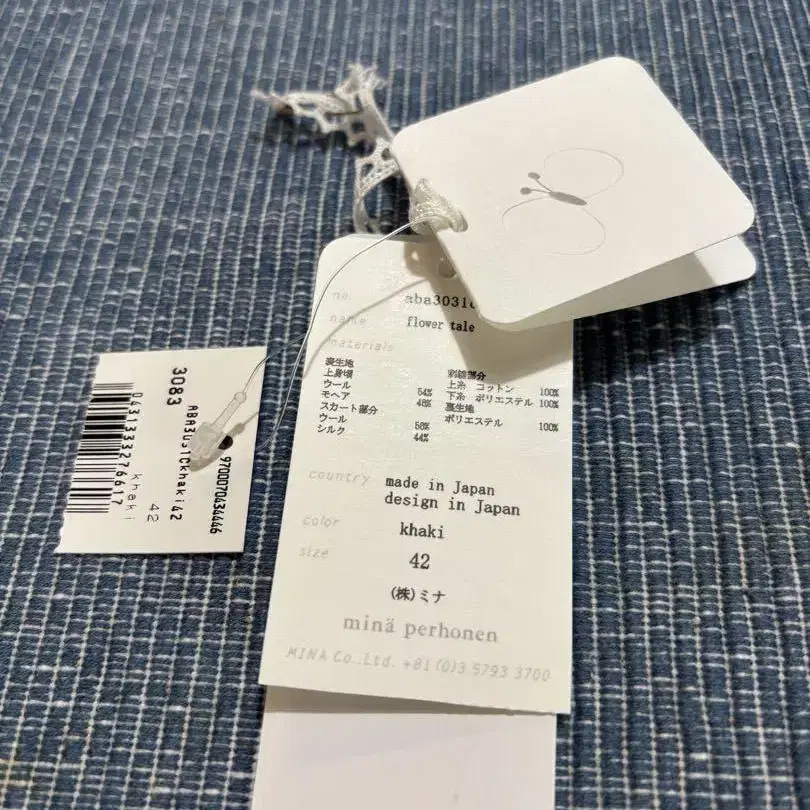 no.
name
flower tale
materials
表生地
上身頃
ウール 54%
モヘア 46%
スカート部分
ウール 56%
シルク 44%
刺繍部分
上糸 コットン 100%
下糸 ポリエステル 100%
裏生地
ポリエステル 100%
country made in Japan
design in Japan
color khaki
size 42
(株)ミナ
minä perhonen
MINA Co.,Ltd. +81(0)3 5793 3700
9700070434446
3083
khaki 42